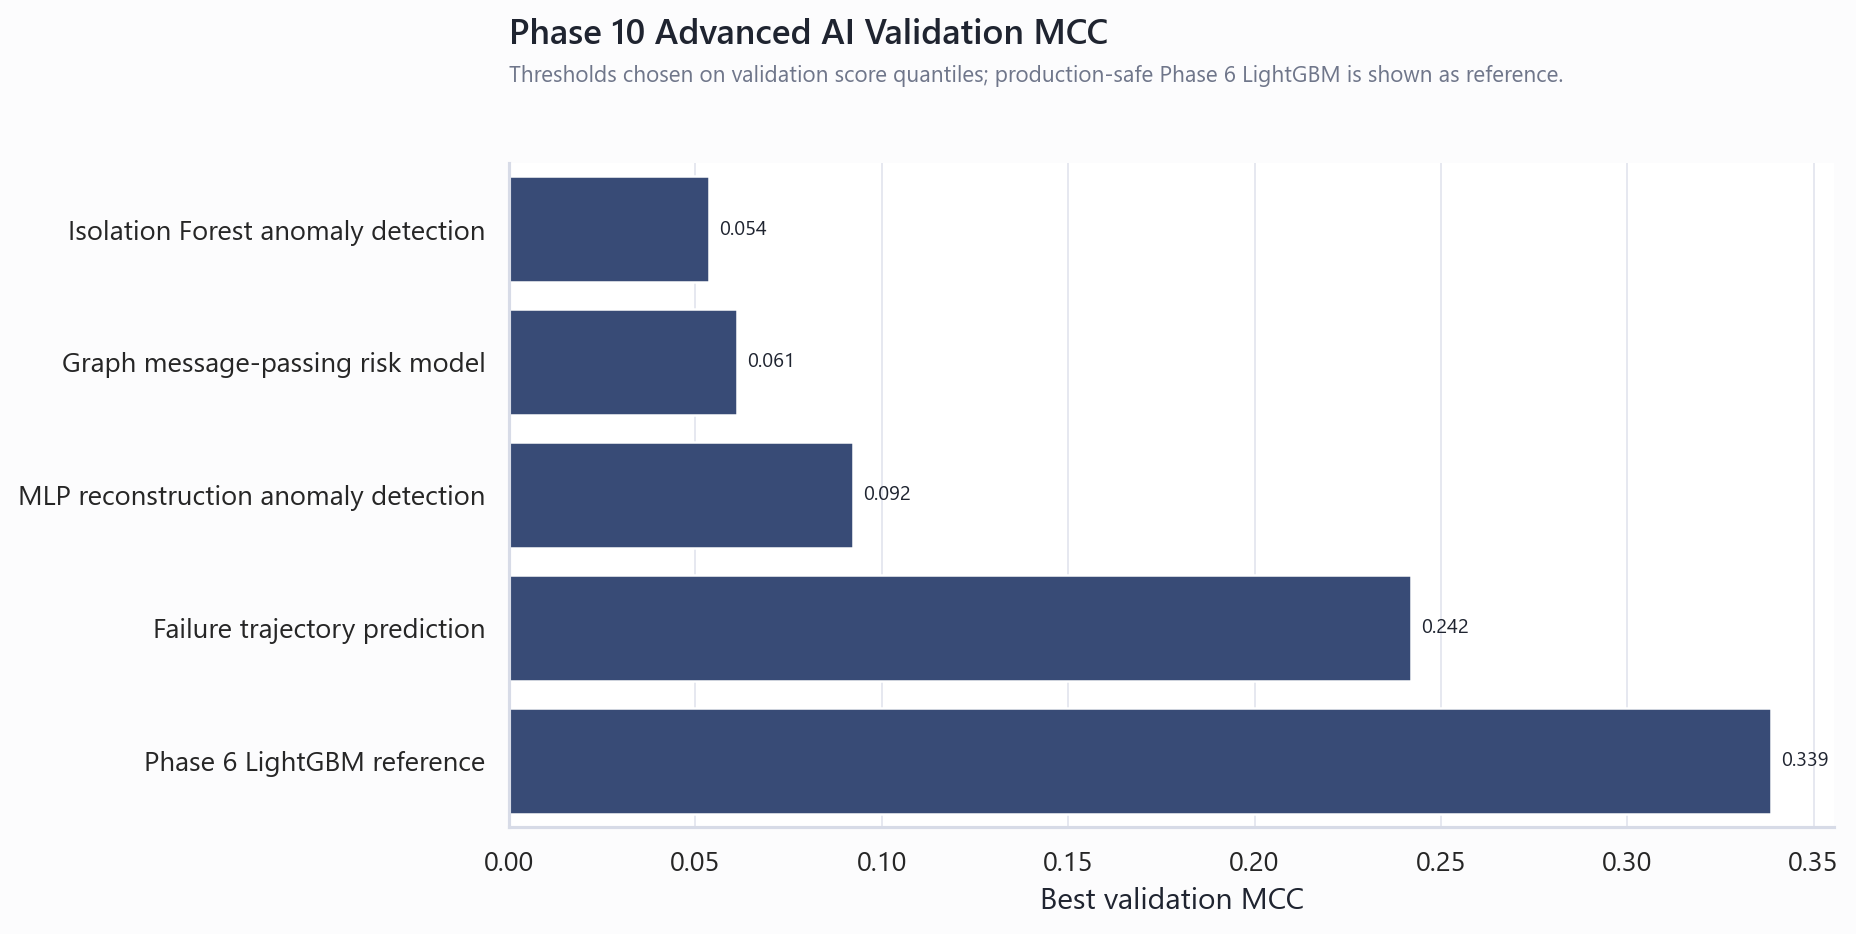 Phase 10 Advanced AI Validation MCC
Thresholds chosen on validation score quantiles; production-safe Phase 6 LightGBM is shown as reference.
Isolation Forest anomaly detection
0.054
Graph message-passing risk model
0.061
MLP reconstruction anomaly detection
0.092
Failure trajectory prediction
0.242
Phase 6 LightGBM reference
0.339
0.00 0.05 0.10 0.15 0.20 0.25 0.30 0.35
Best validation MCC